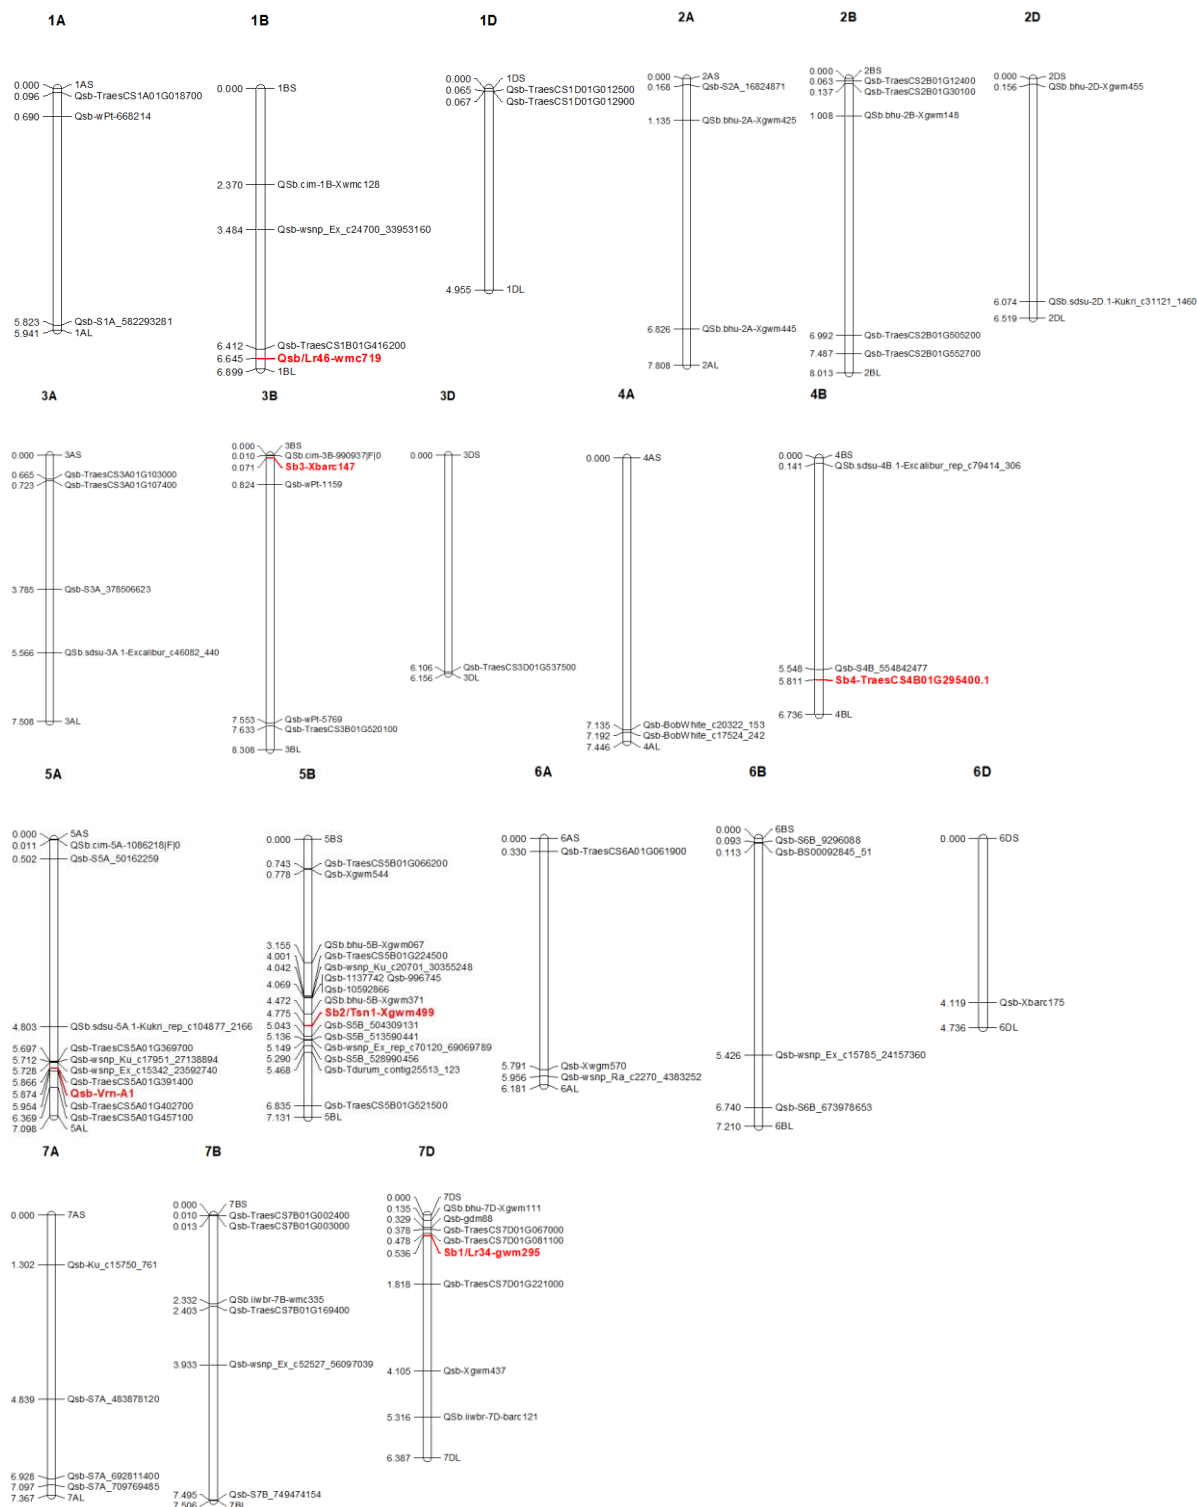 1A
0.000 1AS
0.096 Qsb-TraesCS1A01G018700
0.690 Qsb-wPt-668214
5.823 Qsb-S1A_582293281
5.941 1AL
1B
0.000 1BS
2.370 QSb.cim-1B-Xwmc128
3.484 Qsb-wsnp_Ex_c24700_33953160
6.412 Qsb-TraesCS1B01G416200
6.645 Qsb/Lr46-wmc719
6.899 1BL
1D
0.000 1DS
0.065 Qsb-TraesCS1D01G012500
0.067 Qsb-TraesCS1D01G012900
4.955 1DL
2A
0.000 2AS
0.168 Qsb-S2A_16824871
1.135 QSb.bhu-2A-Xgwm425
6.826 QSb.bhu-2A-Xgwm445
7.808 2AL
2B
0.000 2BS
0.063 Qsb-TraesCS2B01G12400
0.137 Qsb-TraesCS2B01G30100
1.008 QSb.bhu-2B-Xgwm148
6.992 Qsb-TraesCS2B01G505200
7.487 Qsb-TraesCS2B01G552700
8.013 2BL
2D
0.000 2DS
0.156 QSb.bhu-2D-Xgwm455
6.074 QSb.sdsu-2D.1-Kukri_c31121_1460
6.519 2DL
3A
0.000 3AS
0.665 Qsb-TraesCS3A01G103000
0.723 Qsb-TraesCS3A01G107400
3.785 Qsb-S3A_378506623
5.566 QSb.sdsu-3A.1-Excalibur_c46082_440
7.508 3AL
3B
0.000 3BS
0.010 QSb.cim-3B-990937|F|0
0.071 Sb3-Xbarc147
0.824 Qsb-wPt-1159
7.553 Qsb-wPt-5769
7.633 Qsb-TraesCS3B01G520100
8.308 3BL
3D
0.000 3DS
6.106 Qsb-TraesCS3D01G537500
6.156 3DL
4A
0.000 4AS
7.135 Qsb-BobWhite_c20322_153
7.192 Qsb-BobWhite_c17524_242
7.446 4AL
4B
0.000 4BS
0.141 QSb.sdsu-4B.1-Excalibur_rep_c79414_306
5.548 Qsb-S4B_554842477
5.811 Sb4-TraesCS4B01G295400.1
6.736 4BL
5A
0.000 5AS
0.011 QSb.cim-5A-1086218|F|0
0.502 Qsb-S5A_50162259
4.803 QSb.sdsu-5A.1-Kukri_rep_c104877_2166
5.697 Qsb-TraesCS5A01G369700
5.712 Qsb-wsnp_Ku_c17951_27138894
5.728 Qsb-wsnp_Ex_c15342_23592740
5.866 Qsb-TraesCS5A01G391400
5.874 Qsb-Vrn-A1
5.954 Qsb-TraesCS5A01G402700
6.369 Qsb-TraesCS5A01G457100
7.098 5AL
5B
0.000 5BS
0.743 Qsb-TraesCS5B01G066200
0.778 Qsb-Xgwm544
3.155 QSb.bhu-5B-Xgwm067
4.001 Qsb-TraesCS5B01G224500
4.042 Qsb-wsnp_Ku_c20701_30355248
4.069 Qsb-1137742 Qsb-996745
Qsb-10592866
4.472 QSb.bhu-5B-Xgwm371
4.775 Sb2/Tsn1-Xgwm499
5.043 Qsb-S5B_504309131
5.136 Qsb-S5B_513590441
5.149 Qsb-wsnp_Ex_rep_c70120_69069789
5.290 Qsb-S5B_528990456
5.468 Qsb-Tdurum_contig25513_123
6.835 Qsb-TraesCS5B01G521500
7.131 5BL
6A
0.000 6AS
0.330 Qsb-TraesCS6A01G061900
5.791 Qsb-Xwgm570
5.956 Qsb-wsnp_Ra_c2270_4383252
6.181 6AL
6B
0.000 6BS
0.093 Qsb-S6B_9296088
0.113 Qsb-BS00092845_51
5.426 Qsb-wsnp_Ex_c15785_24157360
6.740 Qsb-S6B_673978653
7.210 6BL
6D
0.000 6DS
4.119 Qsb-Xbarc175
4.736 6DL
7A
0.000 7AS
1.302 Qsb-Ku_c15750_761
4.839 Qsb-S7A_483878120
6.928 Qsb-S7A_692811400
7.097 Qsb-S7A_709769485
7.367 7AL
7B
0.000 7BS
0.010 Qsb-TraesCS7B01G002400
0.013 Qsb-TraesCS7B01G003000
2.332 QSb.iiwbr-7B-wmc335
2.403 Qsb-TraesCS7B01G169400
3.933 Qsb-wsnp_Ex_c52527_56097039
7.495 Qsb-S7B_749474154
7.506 7BL
7D
0.000 7DS
0.135 QSb.bhu-7D-Xgwm111
0.329 Qsb-gdm88
0.378 Qsb-TraesCS7D01G067000
0.478 Qsb-TraesCS7D01G081100
0.536 Sb1/Lr34-gwm295
1.818 Qsb-TraesCS7D01G221000
4.105 Qsb-Xgwm437
5.316 QSb.iiwbr-7D-barc121
6.387 7DL